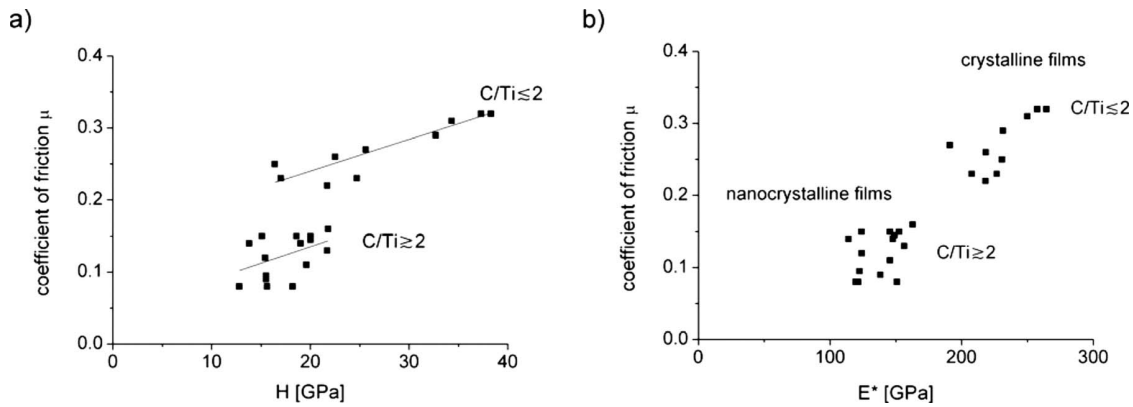 a)
0.4
0.3
0.2
0.1
0.0
0
10
20
30
40
coefficient of friction μ
H [GPa]
C/Ti≲2
C/Ti≳2
b)
0.4
0.3
0.2
0.1
0.0
0
100
200
300
coefficient of friction μ
E* [GPa]
crystalline films
C/Ti≲2
nanocrystalline films
C/Ti≳2